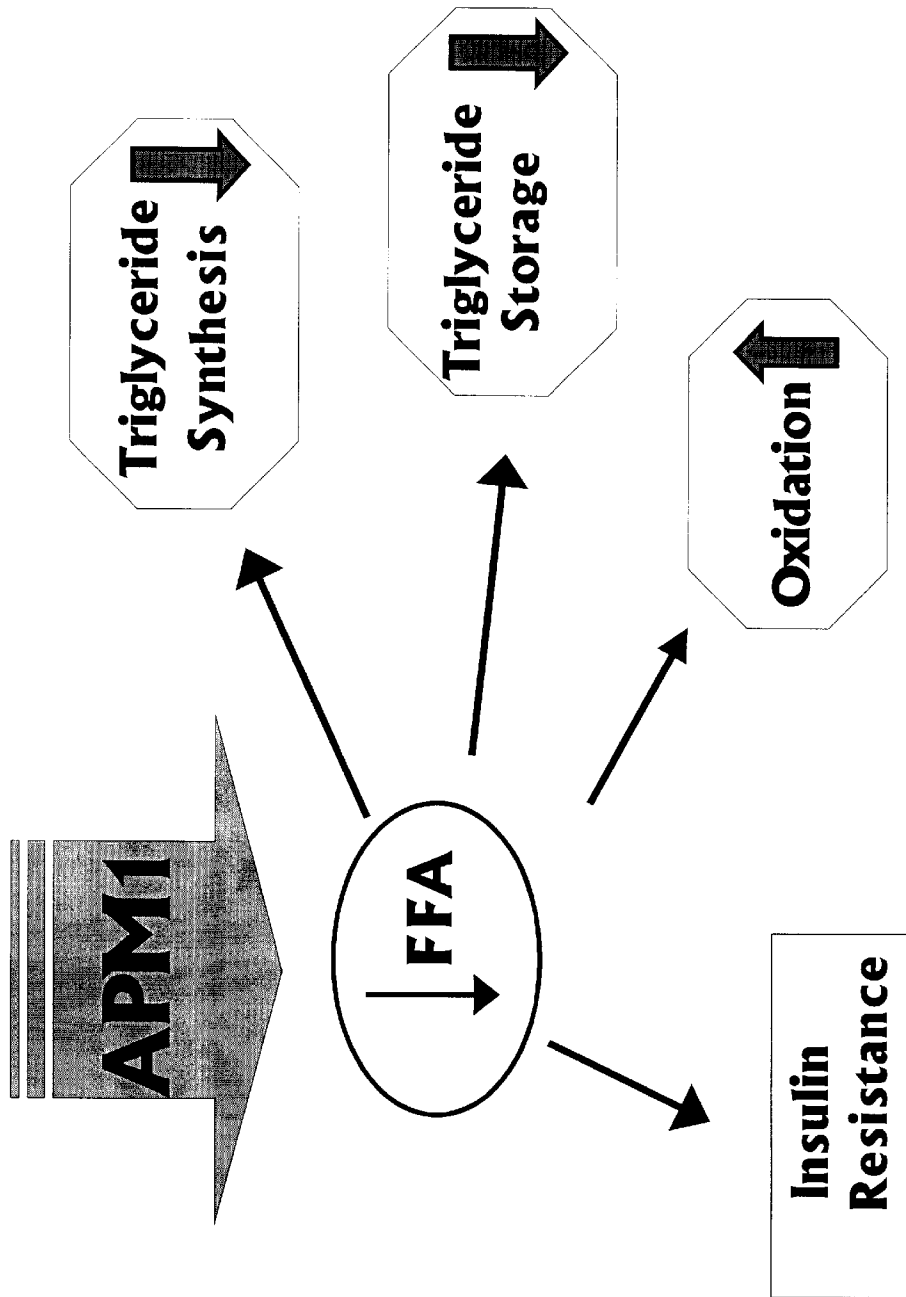 APM1
FFA
Triglyceride
Synthesis
Triglyceride
Storage
Oxidation
Insulin
Resistance